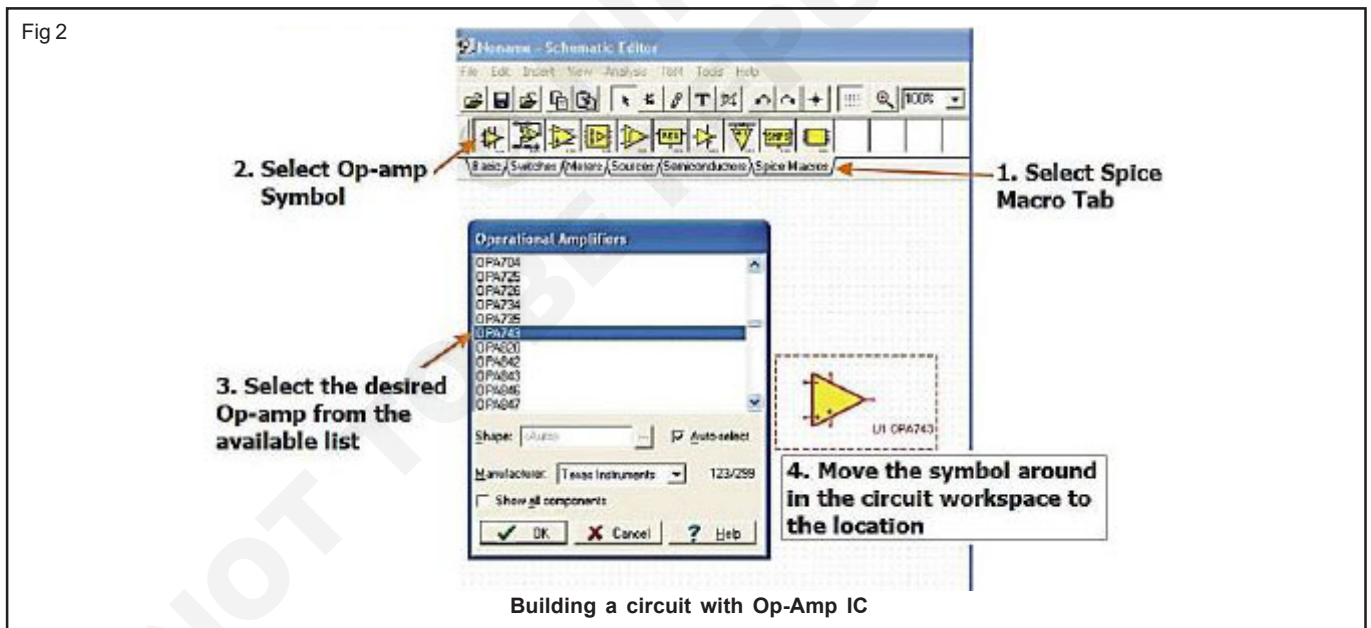 Fig 2
Noname - Schematic Editor
File Edit Insert View Analysis T&M Tools Help
100%
Basic Switches Meters Sources Semiconductors Spice Macros
2. Select Op-amp
Symbol
1. Select Spice
Macro Tab
Operational Amplifiers
OPA704
OPA725
OPA726
OPA734
OPA735
OPA743
OPA820
OPA842
OPA843
OPA846
OPA847
3. Select the desired
Op-amp from the
available list
U1 OPA743
Shape: (Auto) ... Auto-select
Manufacturer: Texas Instruments 123/299
Show all components
OK Cancel ? Help
4. Move the symbol around
in the circuit workspace to
the location
Building a circuit with Op-Amp IC